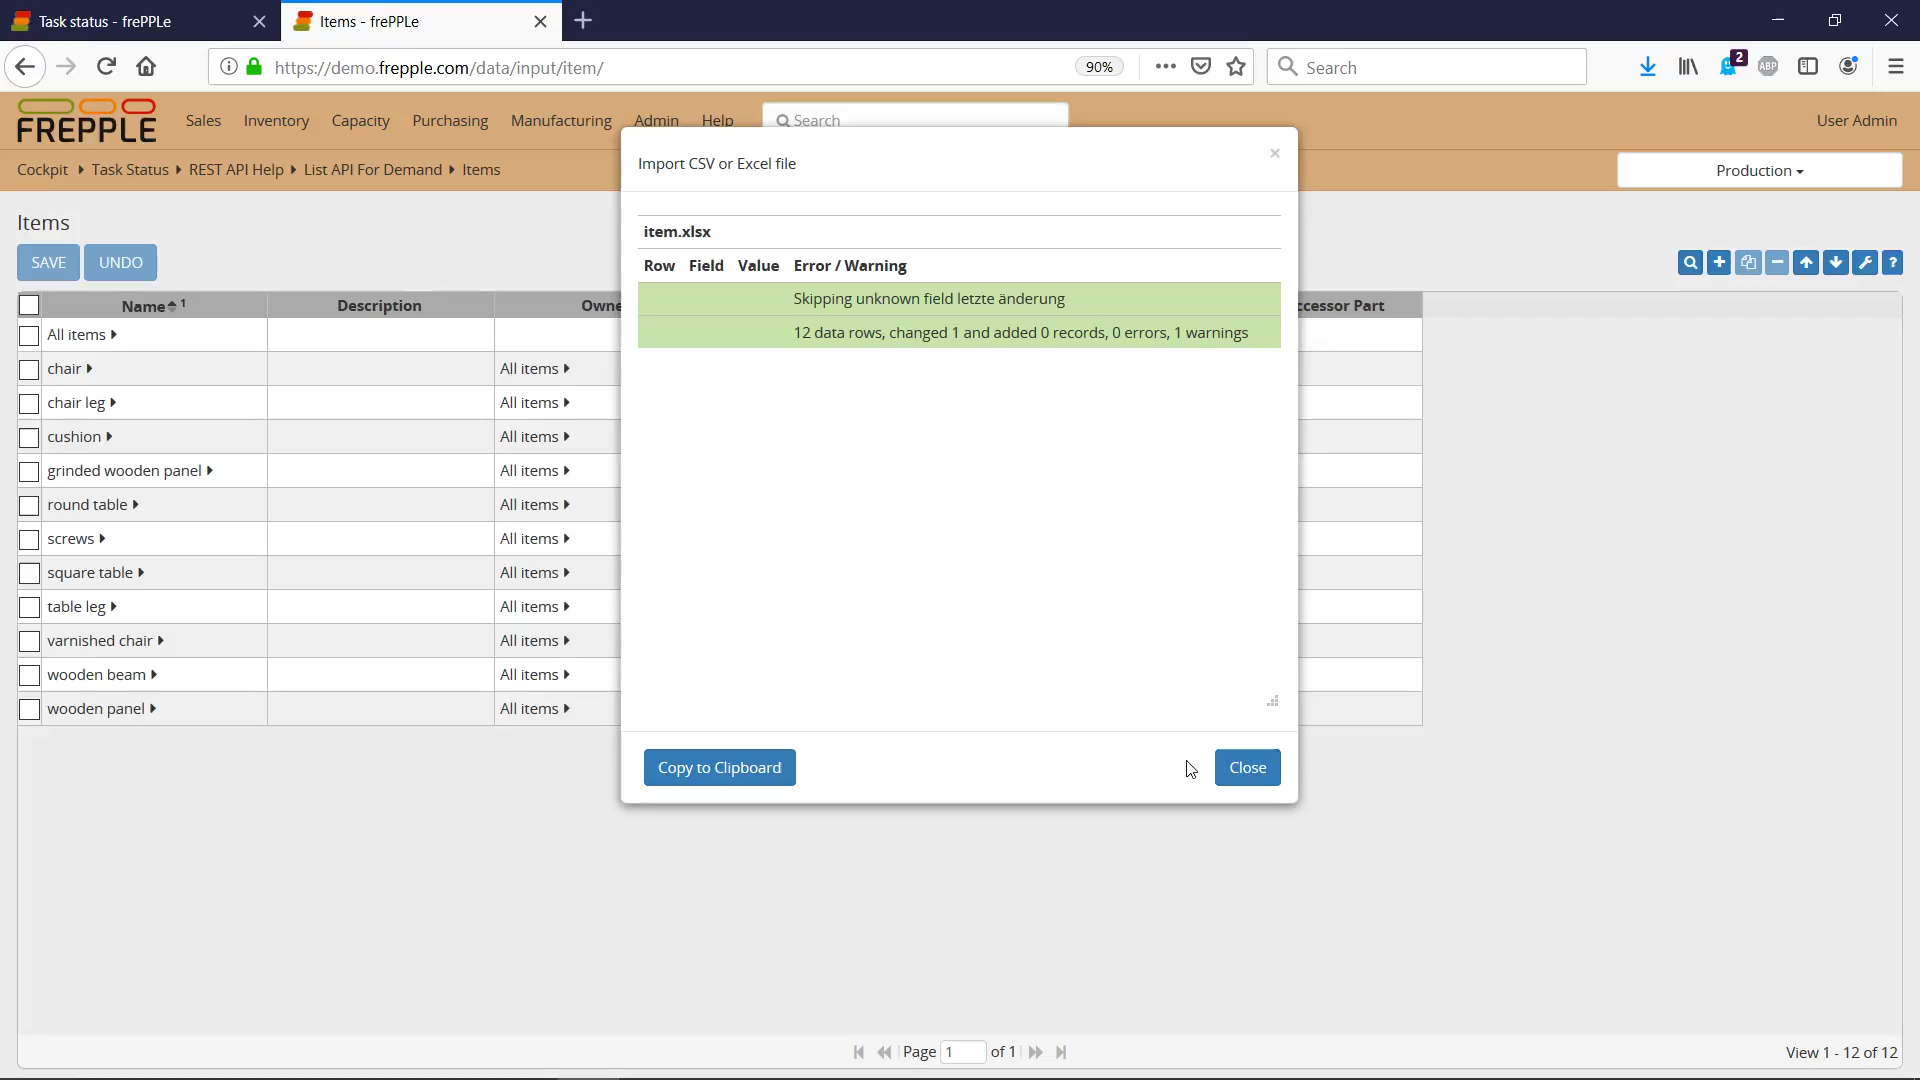 Task status - frePPLe
Items - frePPLe
https://demo.frepple.com/data/input/item/
90%
Search
2
ABP
FREPPLE
Sales
Inventory
Capacity
Purchasing
Manufacturing
Admin
Help
Search
User Admin
Cockpit
Task Status
REST API Help
List API For Demand
Items
Production
Items
SAVE
UNDO
?
Name 1
Description
Owne
ccessor Part
All items
chair
All items
chair leg
All items
cushion
All items
grinded wooden panel
All items
round table
All items
screws
All items
square table
All items
table leg
All items
varnished chair
All items
wooden beam
All items
wooden panel
All items
Import CSV or Excel file
×
item.xlsx
Row Field Value Error / Warning
Skipping unknown field letzte änderung
12 data rows, changed 1 and added 0 records, 0 errors, 1 warnings
Copy to Clipboard
Close
Page 1 of 1
View 1 - 12 of 12